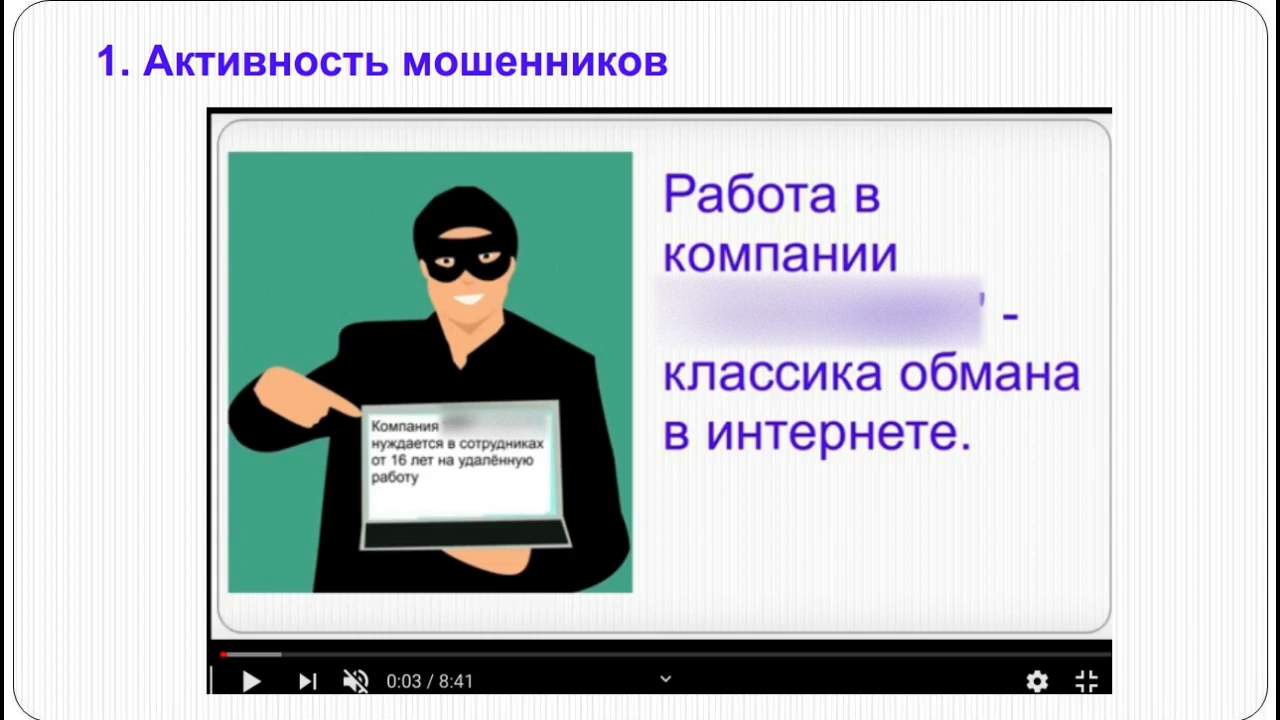 1. Активность мошенников
Работа в
компании
' -
классика обмана
в интернете.
Компания
нуждается в сотрудниках
от 16 лет на удалённую
работу
0:03 / 8:41